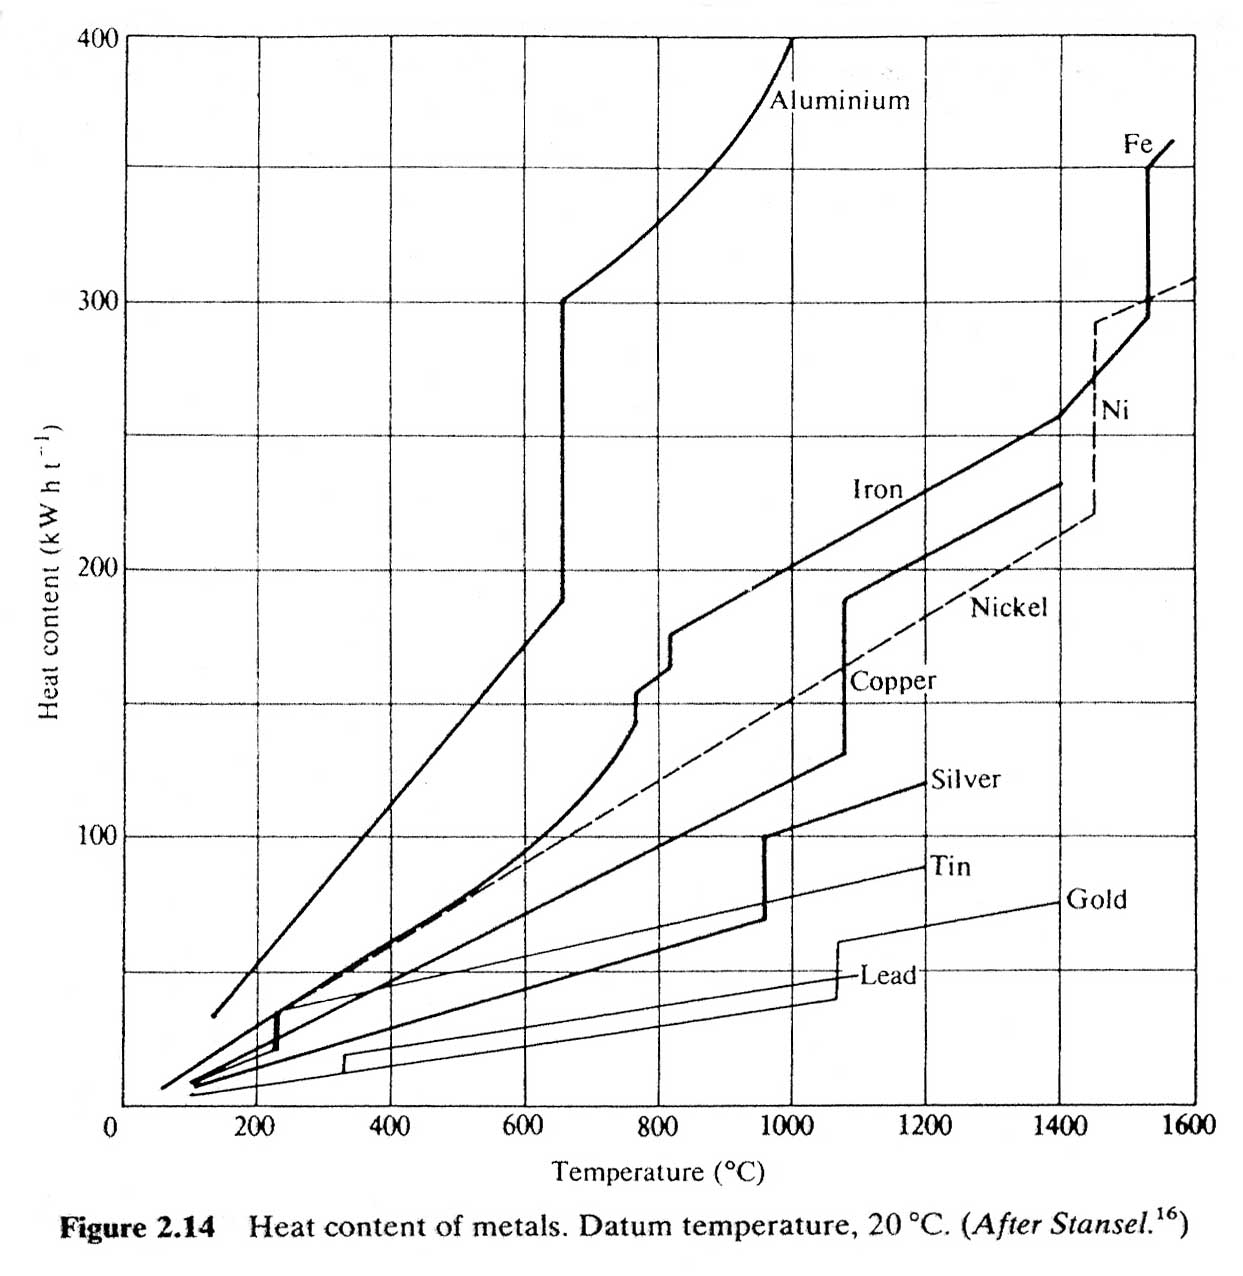 400
Aluminium
Fe
300
Ni
Iron
200
Nickel
Copper
Silver
100
Tin
Gold
Lead
Heat content (kW h t⁻¹)
0 200 400 600 800 1000 1200 1400 1600
Temperature (°C)
Figure 2.14 Heat content of metals. Datum temperature, 20 °C. (After Stansel.¹⁶)